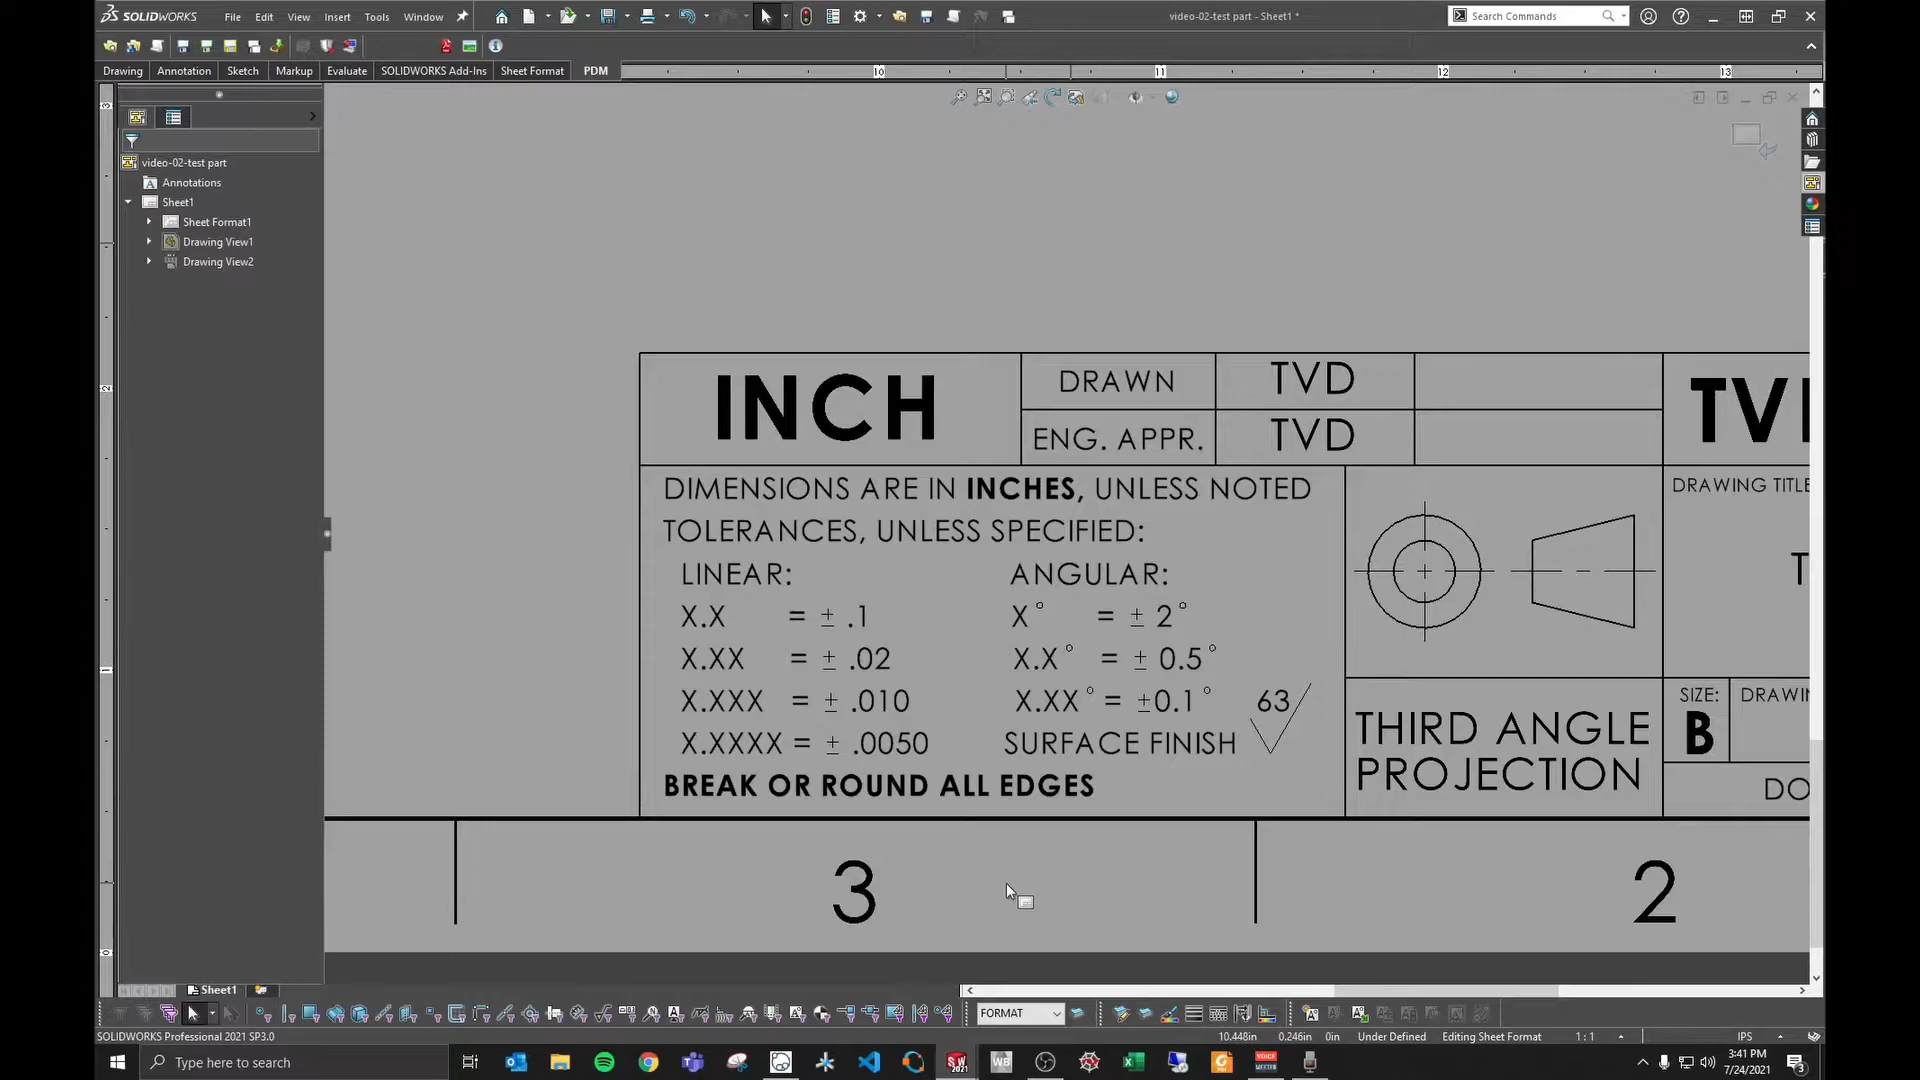 SOLIDWORKS File Edit View Insert Tools Window
video-02-test part - Sheet1 *
Search Commands
Drawing Annotation Sketch Markup Evaluate SOLIDWORKS Add-Ins Sheet Format PDM
10 11 12 13
video-02-test part
Annotations
Sheet1
Sheet Format1
Drawing View1
Drawing View2
3
2
1
0
INCH
DRAWN TVD
ENG. APPR. TVD
DIMENSIONS ARE IN INCHES, UNLESS NOTED
TOLERANCES, UNLESS SPECIFIED:
LINEAR: ANGULAR:
X.X = ± .1 X° = ± 2°
X.XX = ± .02 X.X° = ± 0.5°
X.XXX = ± .010 X.XX° = ±0.1° 63
X.XXXX = ± .0050 SURFACE FINISH
BREAK OR ROUND ALL EDGES
THIRD ANGLE
PROJECTION
DRAWING TITLE
T
SIZE: DRAWIN
B
DO
3 2
Sheet1
FORMAT
SOLIDWORKS Professional 2021 SP3.0
10.448in 0.246in 0in Under Defined Editing Sheet Format 1 : 1 IPS
Type here to search
3:41 PM
7/24/2021